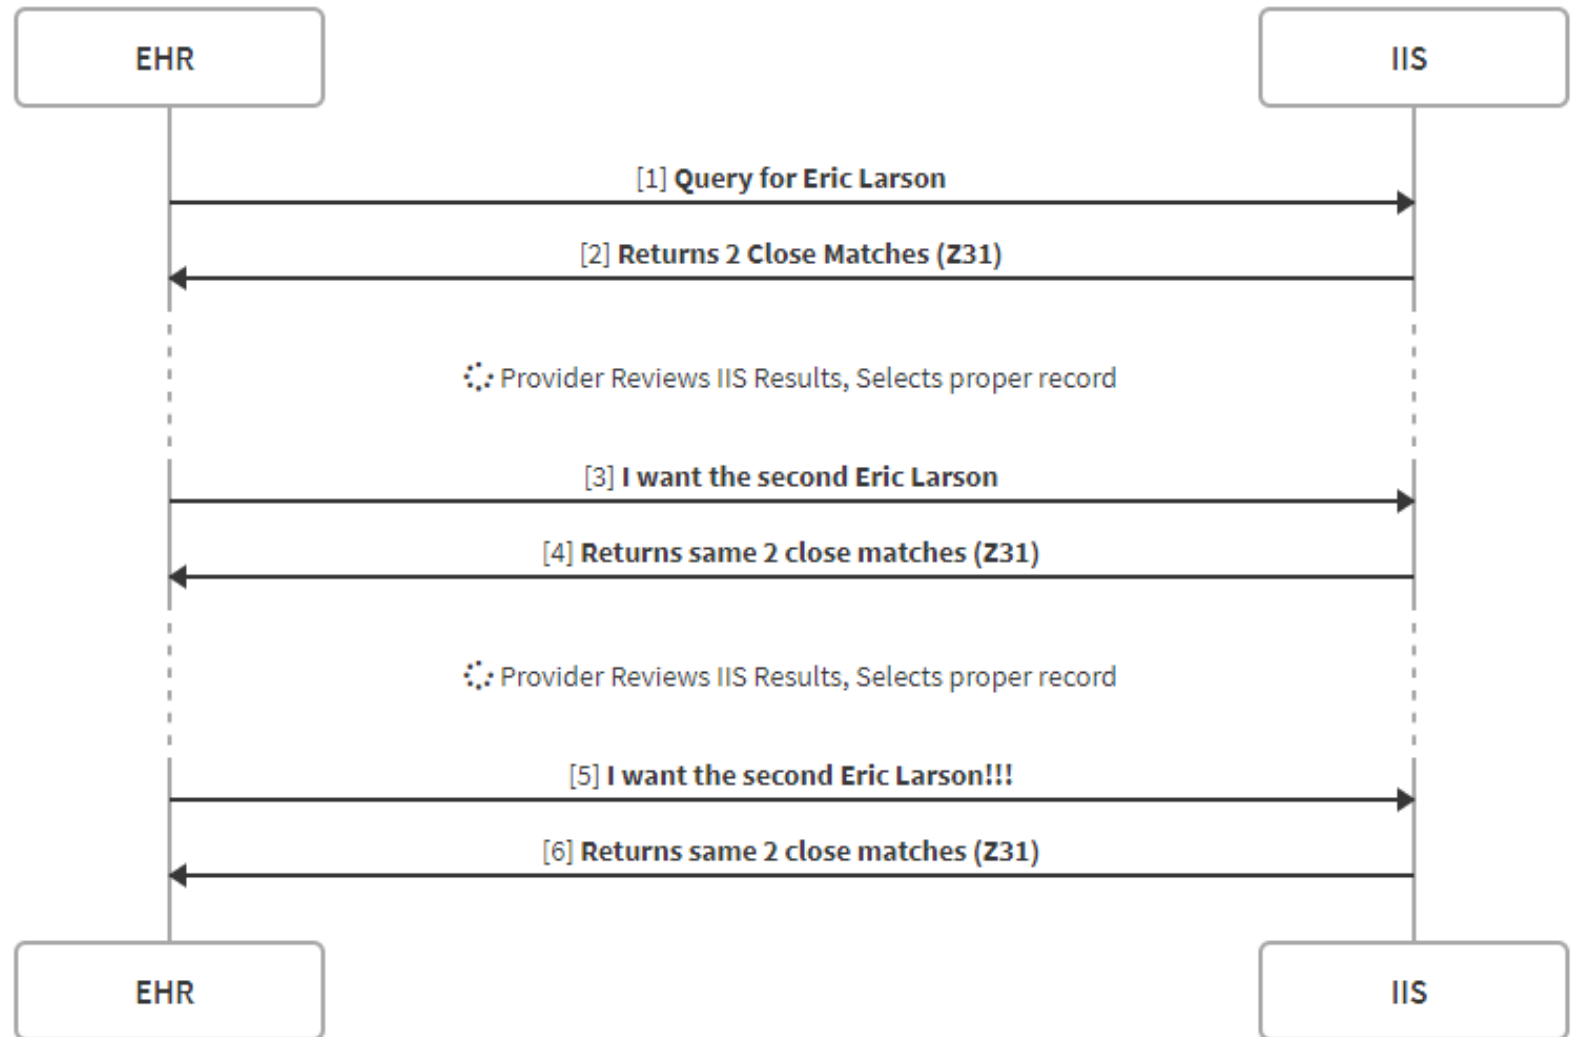 EHR
IIS
[1] Query for Eric Larson
[2] Returns 2 Close Matches (Z31)
Provider Reviews IIS Results, Selects proper record
[3] I want the second Eric Larson
[4] Returns same 2 close matches (Z31)
Provider Reviews IIS Results, Selects proper record
[5] I want the second Eric Larson!!!
[6] Returns same 2 close matches (Z31)
EHR
IIS